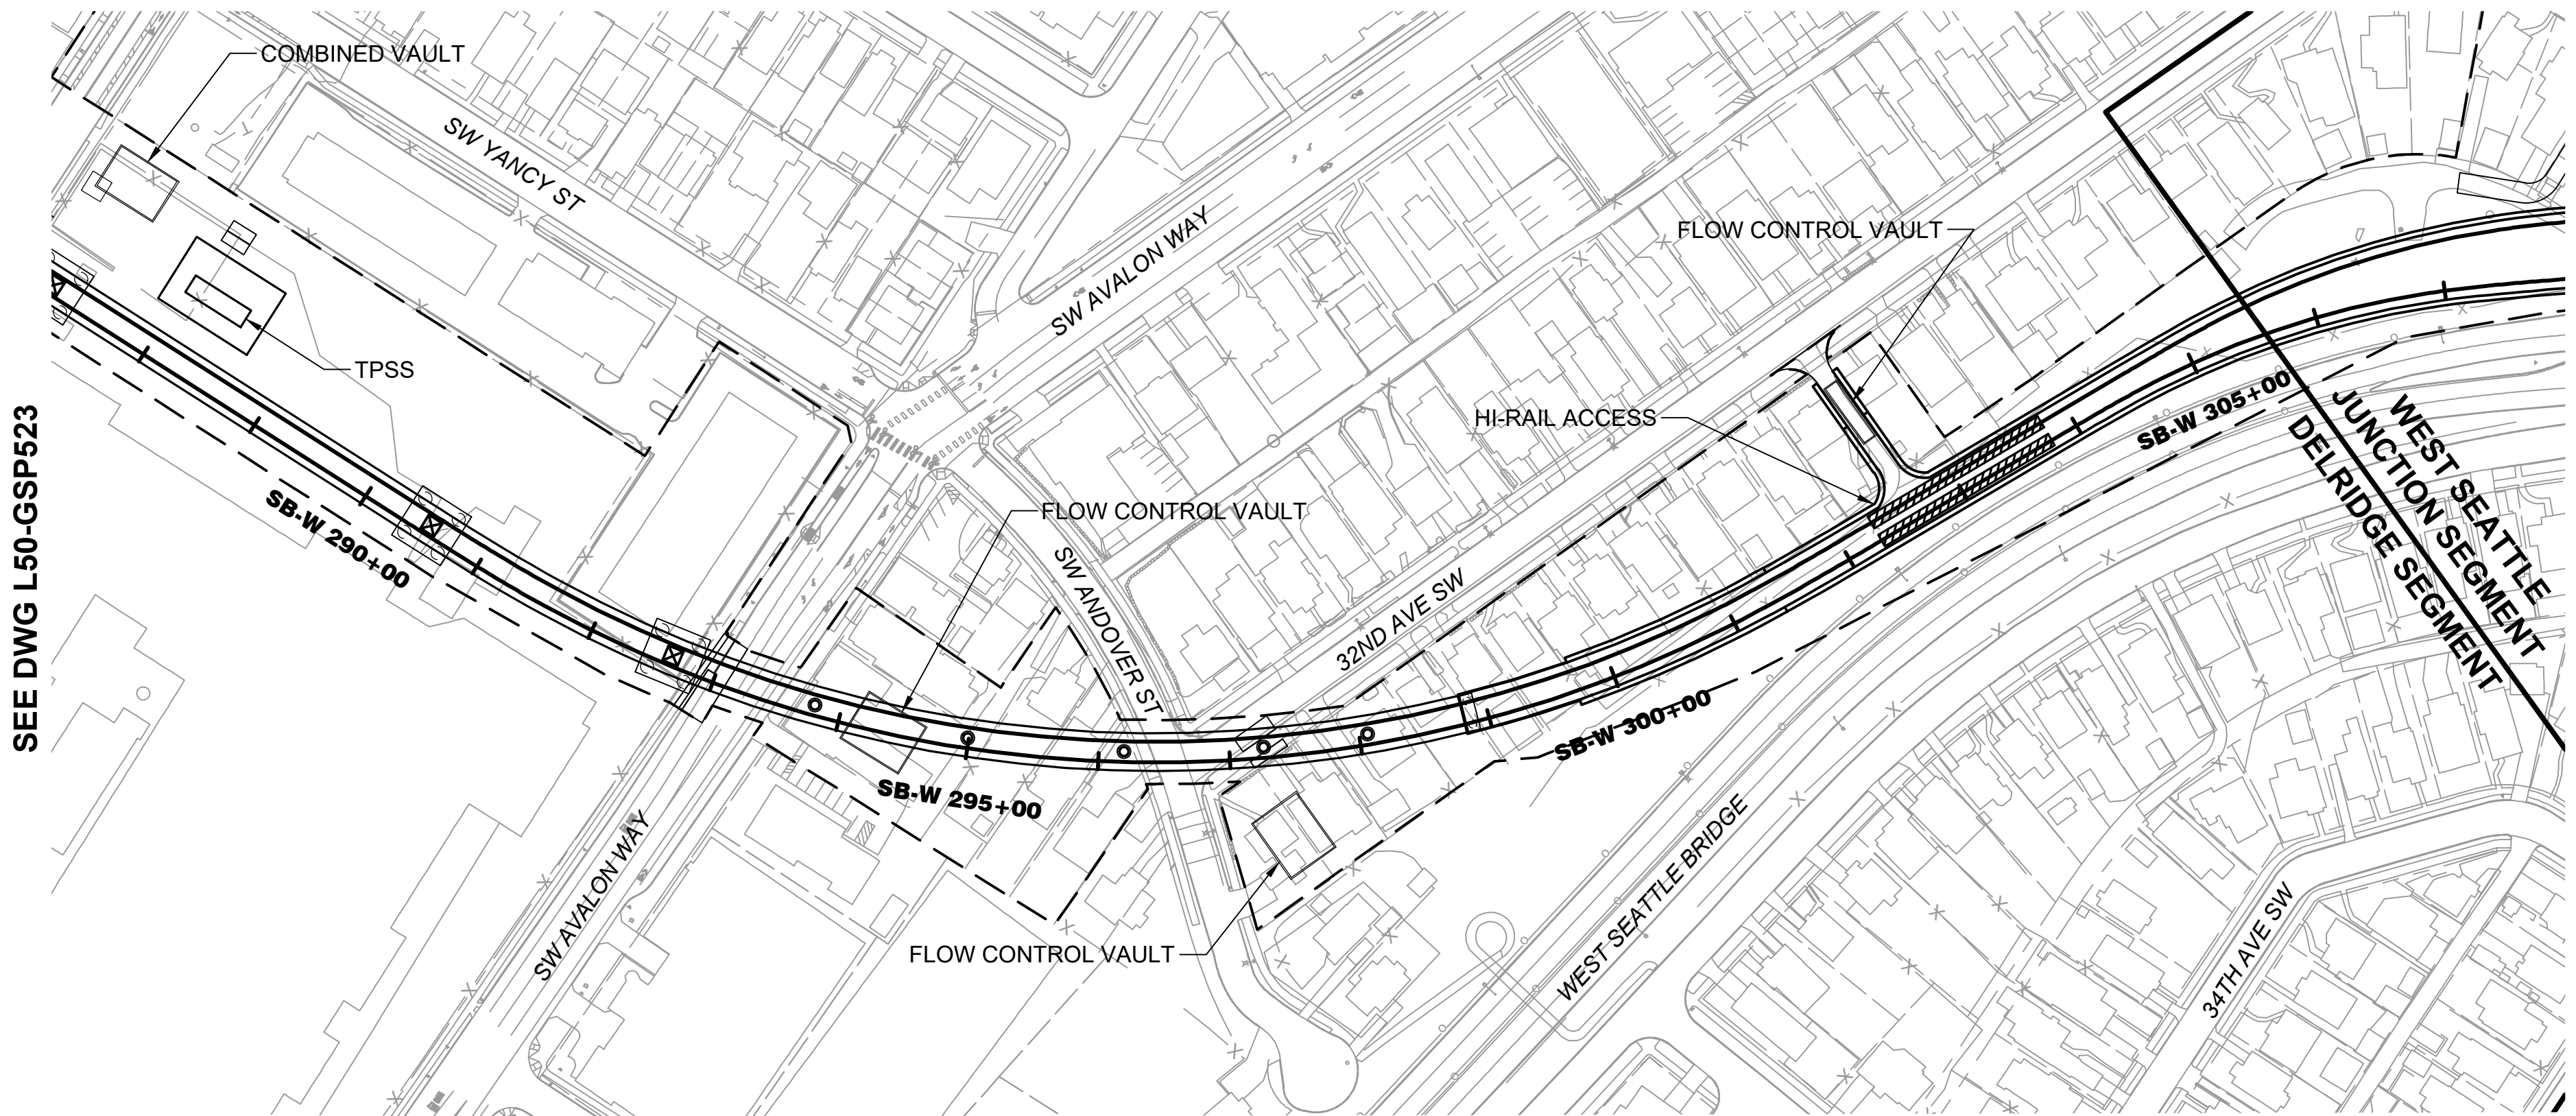 COMBINED VAULT
SW YANCY ST
SW AVALON WAY
FLOW CONTROL VAULT
TPSS
HI-RAIL ACCESS
SB-W 305+00
WEST SEATTLE
JUNCTION SEGMENT
DELRIDGE SEGMENT
SEE DWG L50-GSP523
SB-W 290+00
FLOW CONTROL VAULT
SW ANDOVER ST
32ND AVE SW
SB-W 300+00
SB-W 295+00
SW AVALON WAY
FLOW CONTROL VAULT
WEST SEATTLE BRIDGE
34TH AVE SW